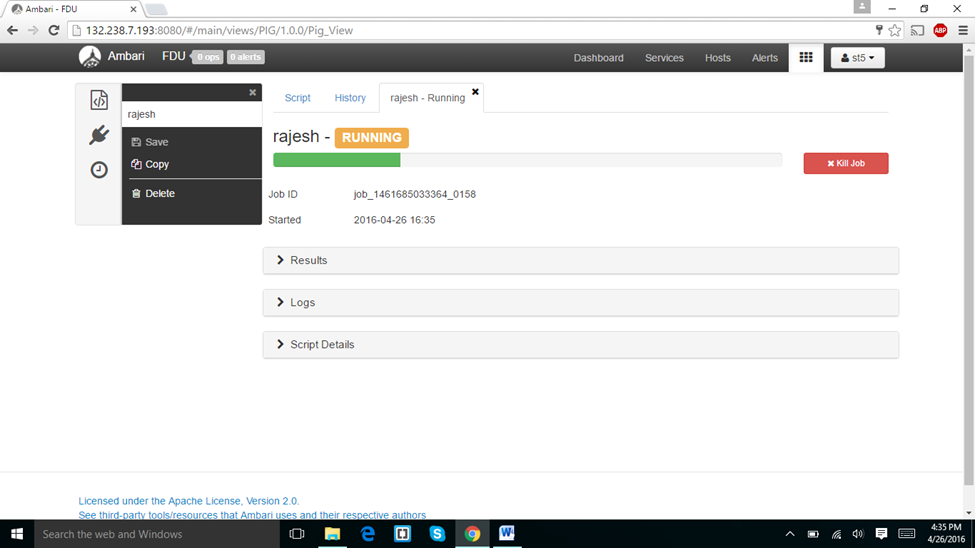 Ambari - FDU
132.238.7.193:8080/#/main/views/PIG/1.0.0/Pig_View
ABP
Ambari FDU 0 ops 0 alerts Dashboard Services Hosts Alerts st5
rajesh
Save
Copy
Delete
Script History rajesh - Running
rajesh - RUNNING
Kill Job
Job ID job_1461685033364_0158
Started 2016-04-26 16:35
Results
Logs
Script Details
Licensed under the Apache License, Version 2.0.
See third-party tools/resources that Ambari uses and their respective authors
Search the web and Windows
4:35 PM
4/26/2016